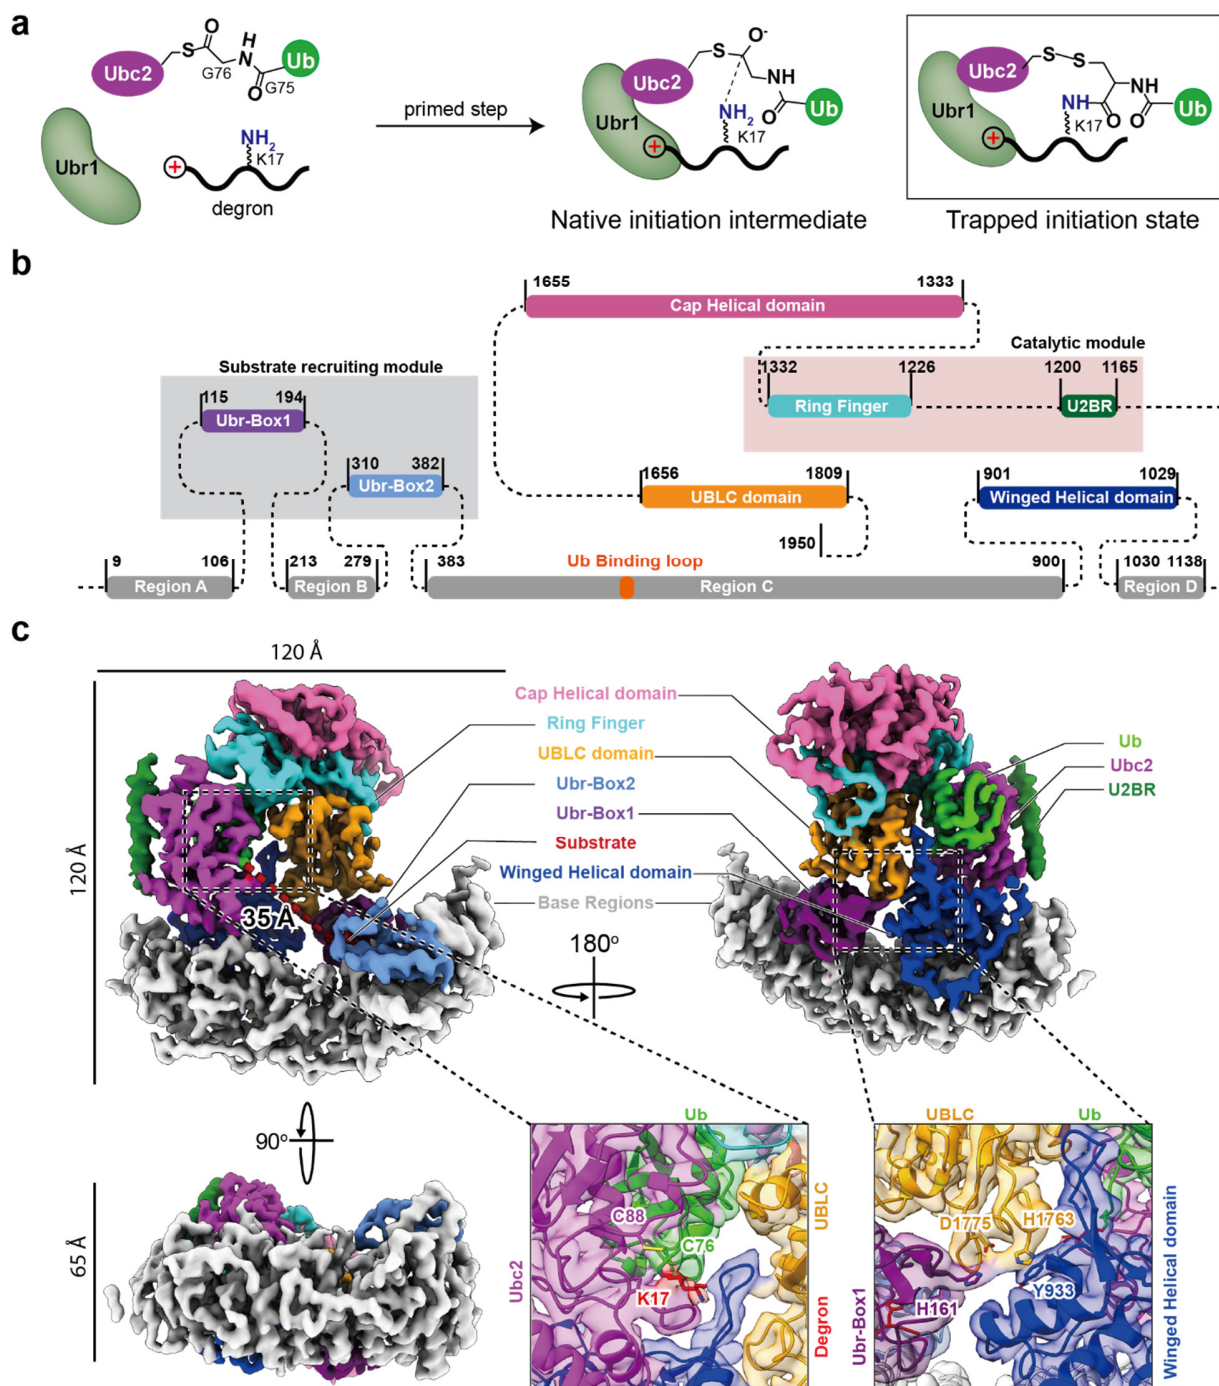 a
Ubc2
S
O
H
N
O
G76
G75
Ub
Ubr1
NH2
K17
+
degron
primed step
Ubc2
S
O-
NH
O
Ub
NH2
K17
Ubr1
+
Native initiation intermediate
Ubc2
S
S
NH
NH
O
O
Ub
K17
Ubr1
+
Trapped initiation state
b
1655
1333
Cap Helical domain
Substrate recruiting module
Catalytic module
115
194
Ubr-Box1
1332
1226
Ring Finger
1200
1165
U2BR
310
382
Ubr-Box2
1656
1809
UBLC domain
901
1029
Winged Helical domain
1950
9
106
Region A
213
279
Region B
383
Ub Binding loop
900
Region C
1030
1138
Region D
c
120 Å
120 Å
35 Å
Cap Helical domain
Ring Finger
UBLC domain
Ubr-Box2
Ubr-Box1
Substrate
Winged Helical domain
Base Regions
Ub
Ubc2
U2BR
180º
90º
65 Å
Ub
Ubc2
C88
C76
K17
UBLC
Degron
UBLC
Ub
D1775
H1763
Y933
H161
Ubr-Box1
Winged Helical domain